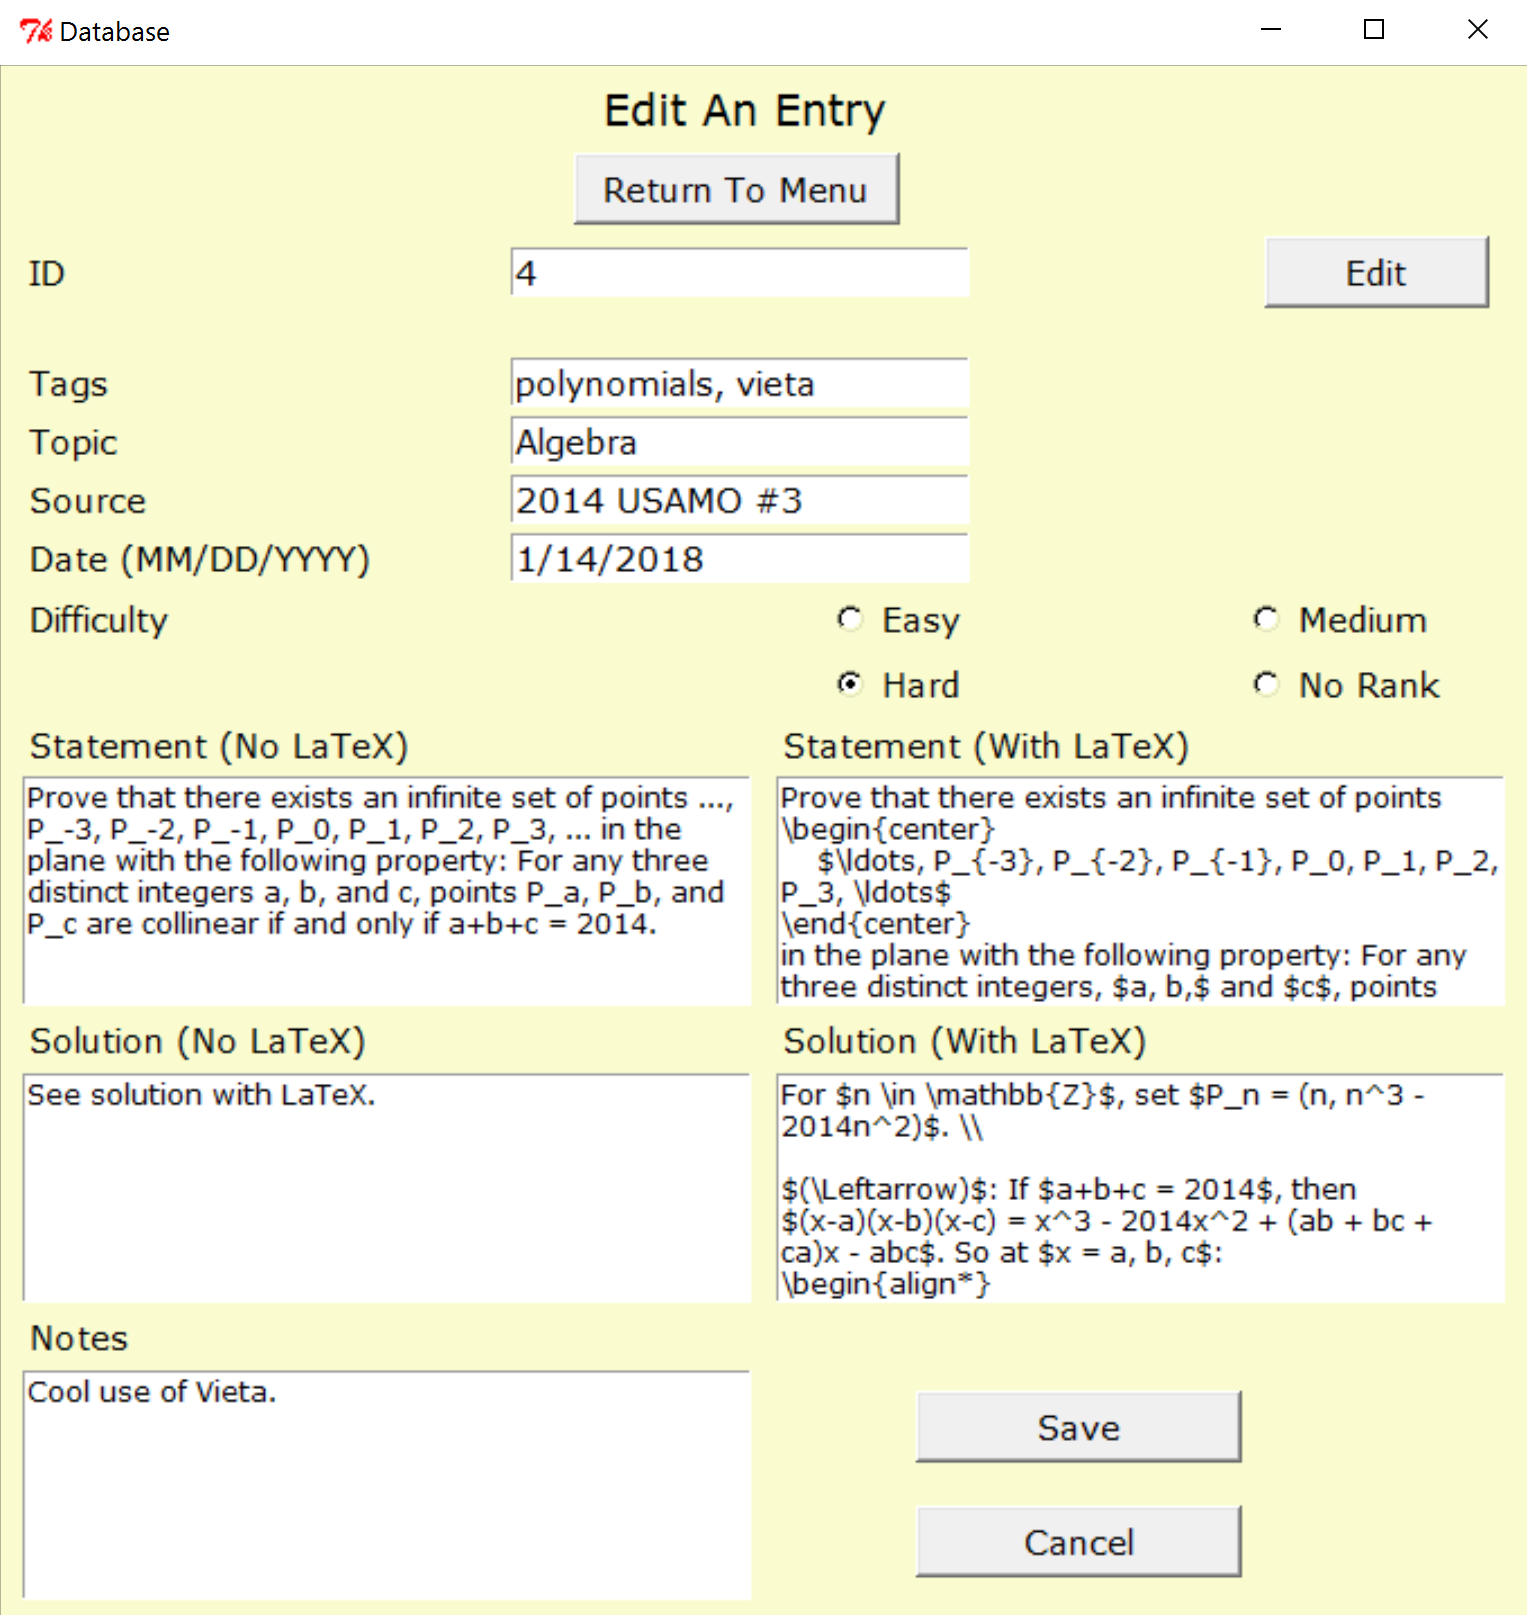 Database
Edit An Entry
Return To Menu
ID
4
Edit
Tags
polynomials, vieta
Topic
Algebra
Source
2014 USAMO #3
Date (MM/DD/YYYY)
1/14/2018
Difficulty
Easy
Medium
Hard
No Rank
Statement (No LaTeX)
Prove that there exists an infinite set of points ...,
P_-3, P_-2, P_-1, P_0, P_1, P_2, P_3, ... in the
plane with the following property: For any three
distinct integers a, b, and c, points P_a, P_b, and
P_c are collinear if and only if a+b+c = 2014.
Statement (With LaTeX)
Prove that there exists an infinite set of points
\begin{center}
    $\ldots, P_{-3}, P_{-2}, P_{-1}, P_0, P_1, P_2,
P_3, \ldots$
\end{center}
in the plane with the following property: For any
three distinct integers, $a, b,$ and $c$, points
Solution (No LaTeX)
See solution with LaTeX.
Solution (With LaTeX)
For $n \in \mathbb{Z}$, set $P_n = (n, n^3 -
2014n^2)$. \\
$(\Leftarrow)$: If $a+b+c = 2014$, then
$(x-a)(x-b)(x-c) = x^3 - 2014x^2 + (ab + bc +
ca)x - abc$. So at $x = a, b, c$:
\begin{align*}
Notes
Cool use of Vieta.
Save
Cancel